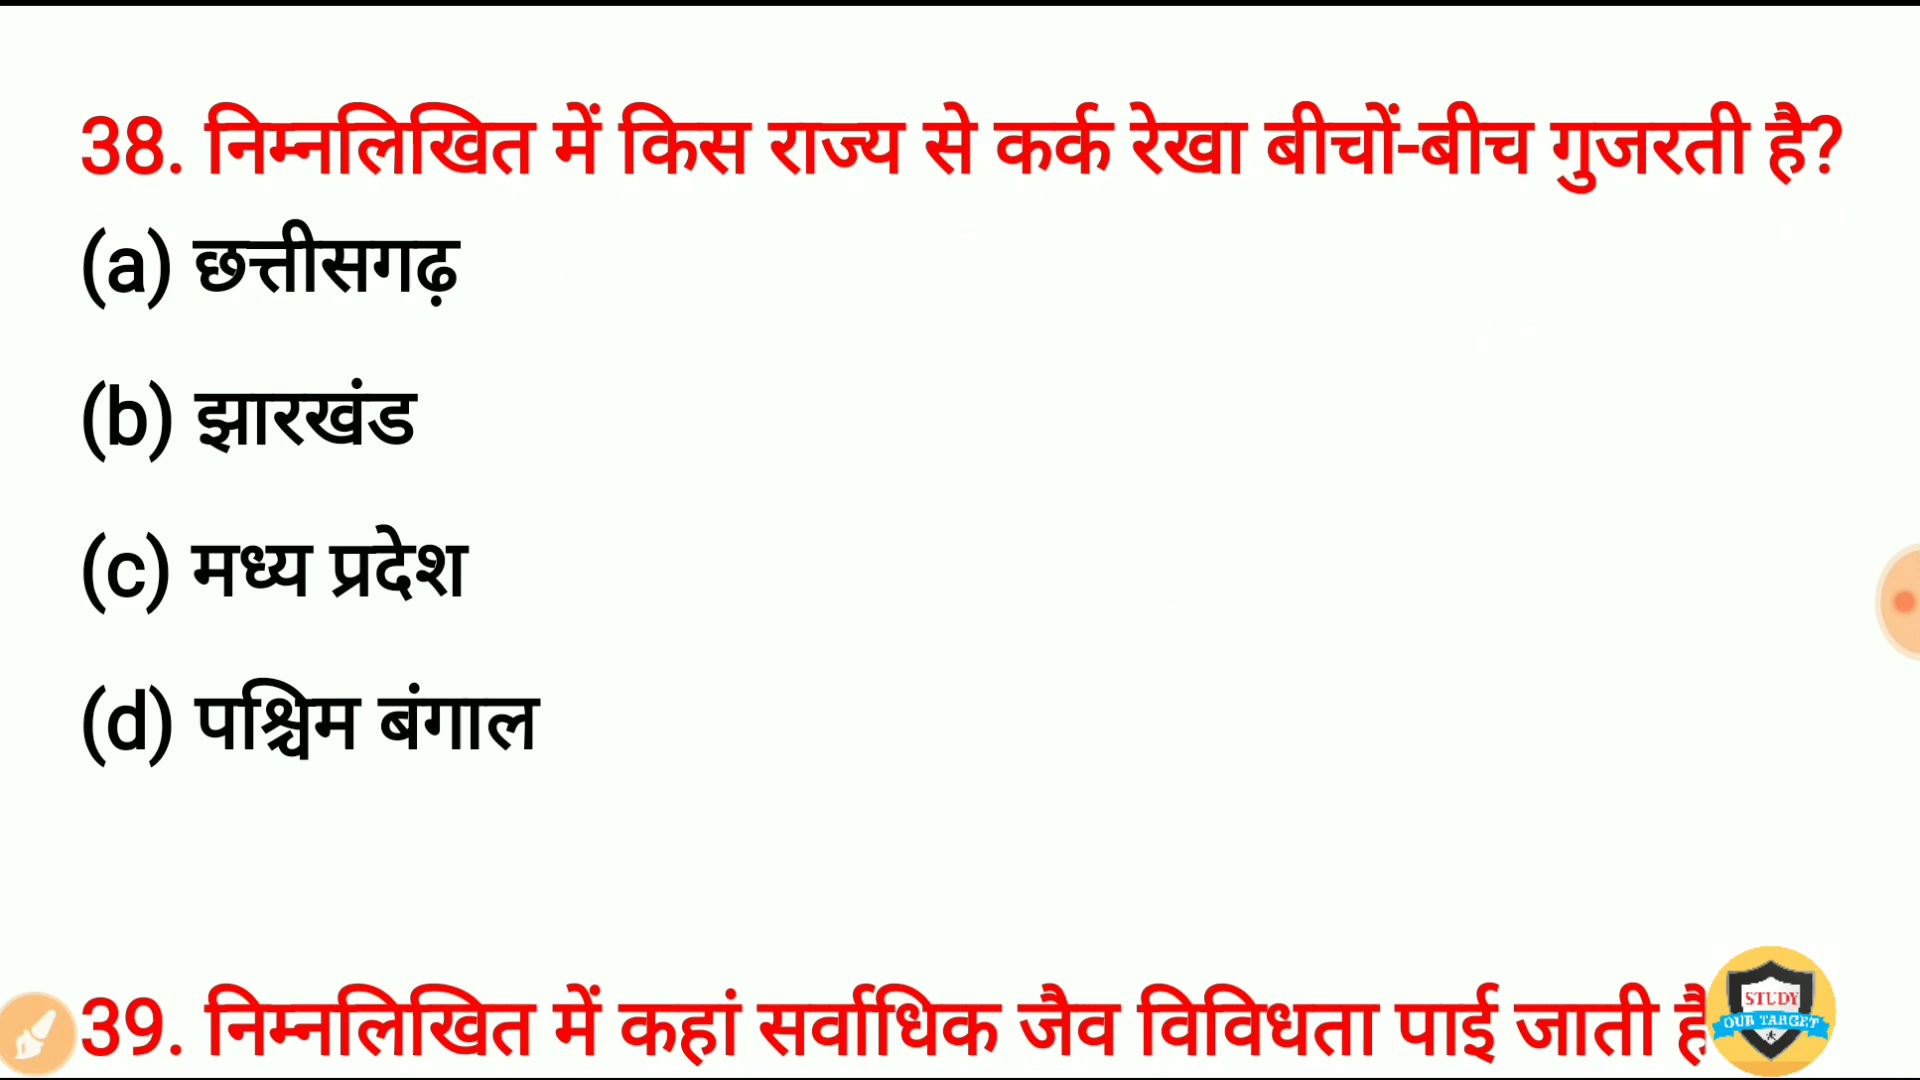 38. निम्नलिखित में किस राज्य से कर्क रेखा बीचों-बीच गुजरती है?
(a) छत्तीसगढ़
(b) झारखंड
(c) मध्य प्रदेश
(d) पश्चिम बंगाल
39. निम्नलिखित में कहां सर्वाधिक जैव विविधता पाई जाती है
STUDY
OUR TARGET